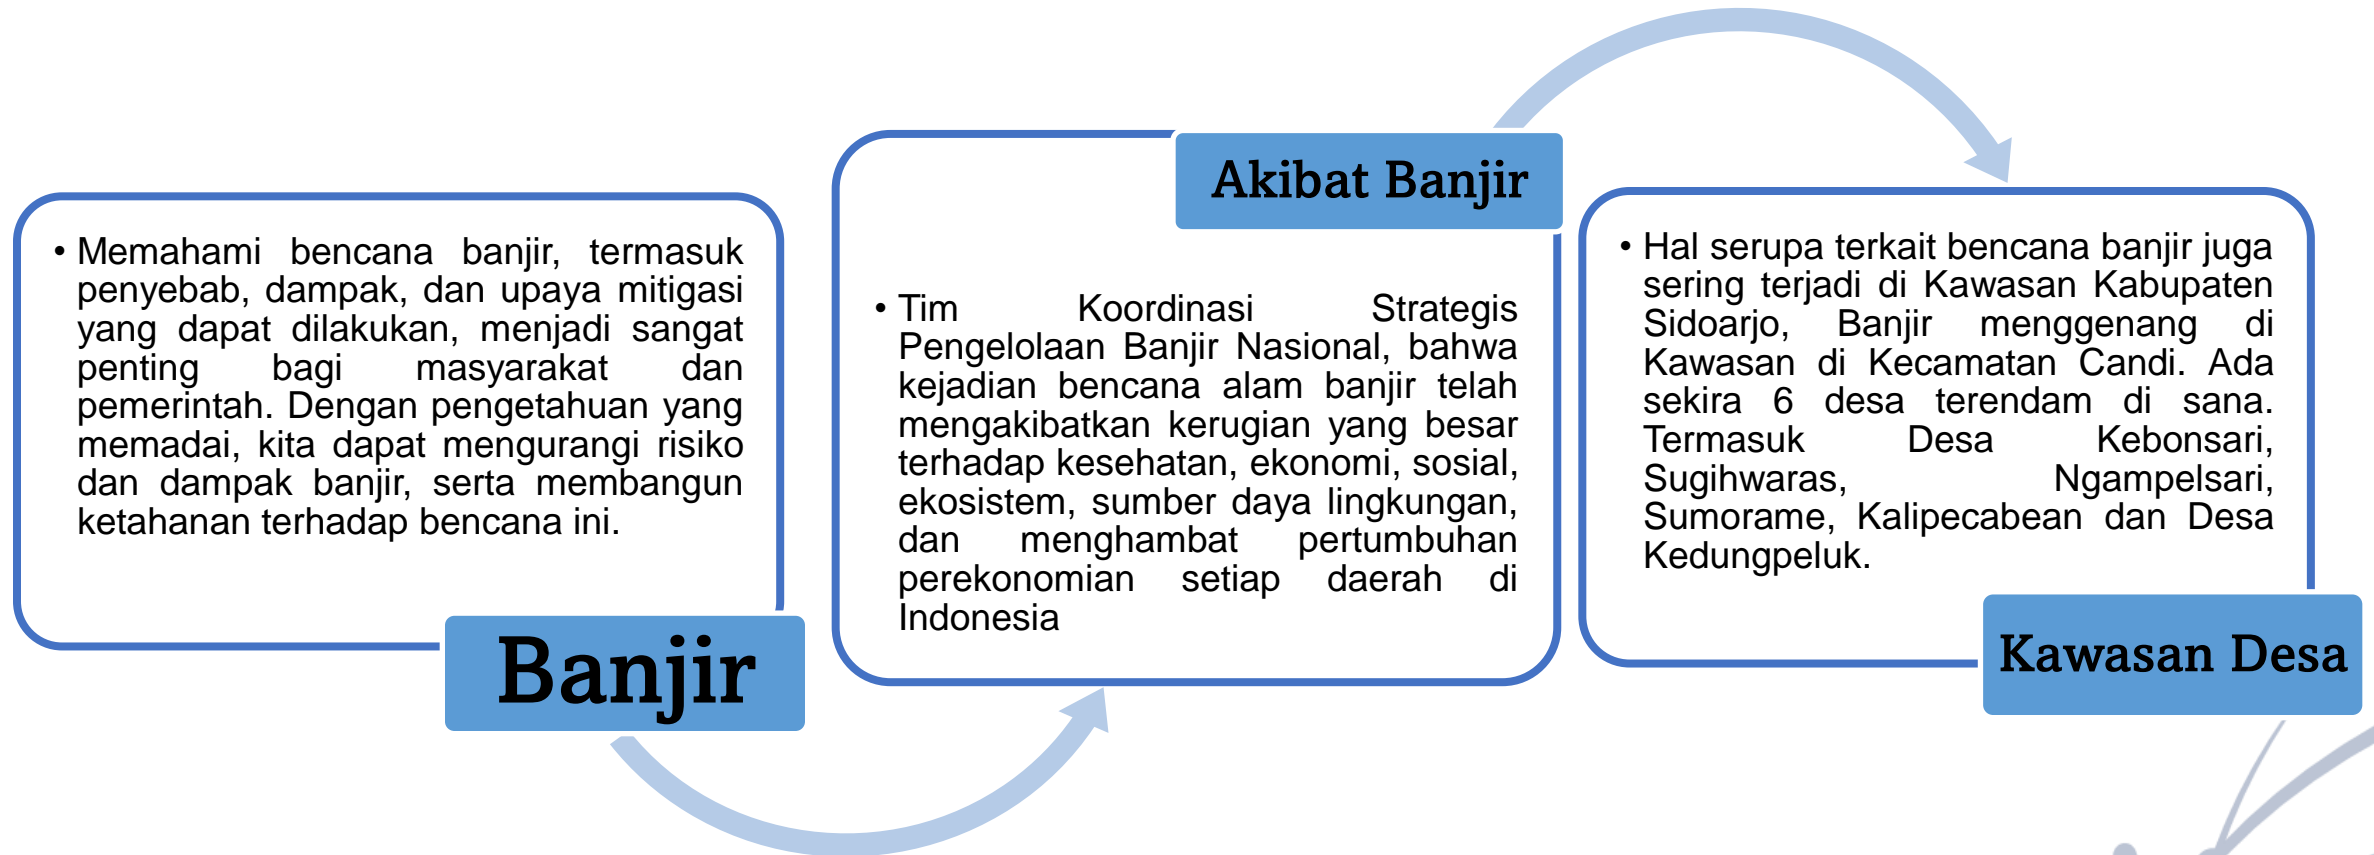 • Memahami bencana banjir, termasuk
penyebab, dampak, dan upaya mitigasi
yang dapat dilakukan, menjadi sangat
penting bagi masyarakat dan
pemerintah. Dengan pengetahuan yang
memadai, kita dapat mengurangi risiko
dan dampak banjir, serta membangun
ketahanan terhadap bencana ini.
Banjir
Akibat Banjir
• Tim Koordinasi Strategis
Pengelolaan Banjir Nasional, bahwa
kejadian bencana alam banjir telah
mengakibatkan kerugian yang besar
terhadap kesehatan, ekonomi, sosial,
ekosistem, sumber daya lingkungan,
dan menghambat pertumbuhan
perekonomian setiap daerah di
Indonesia
• Hal serupa terkait bencana banjir juga
sering terjadi di Kawasan Kabupaten
Sidoarjo, Banjir menggenang di
Kawasan di Kecamatan Candi. Ada
sekira 6 desa terendam di sana.
Termasuk Desa Kebonsari,
Sugihwaras, Ngampelsari,
Sumorame, Kalipecabean dan Desa
Kedungpeluk.
Kawasan Desa